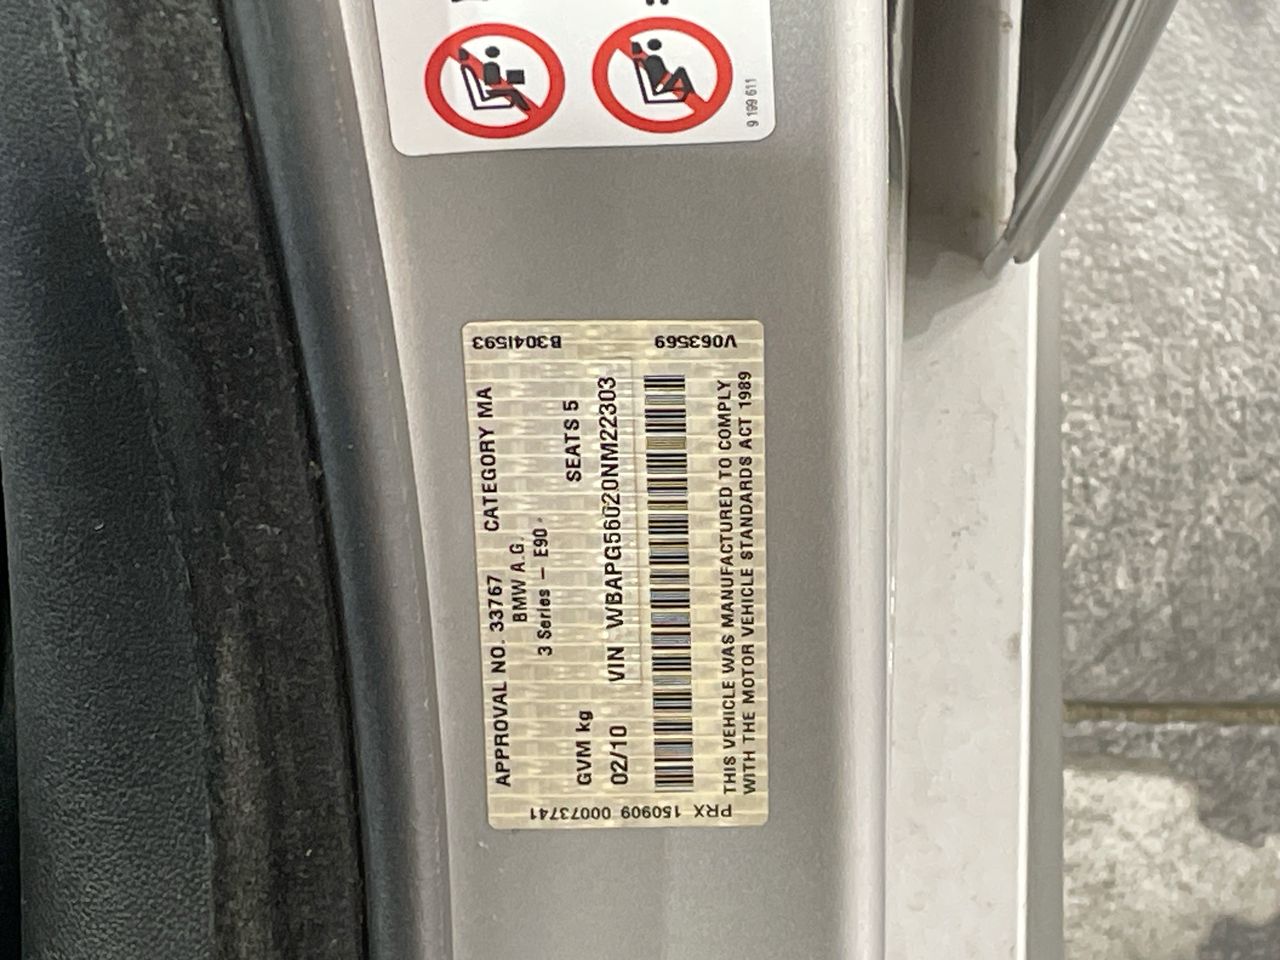 9 199 611
B3041593
V063569
APPROVAL NO. 33767 CATEGORY MA
BMW A.G.
3 Series - E90
GVM kg SEATS 5
02/10 VIN WBAPG56020NM22303
THIS VEHICLE WAS MANUFACTURED TO COMPLY
WITH THE MOTOR VEHICLE STANDARDS ACT 1989
PRX 150909 00073741